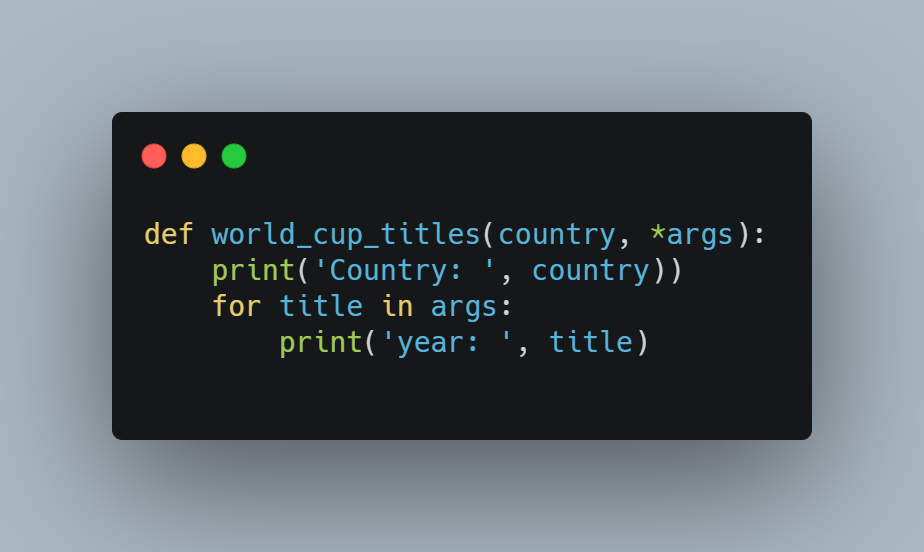 def world_cup_titles(country, *args):
    print('Country: ', country))
    for title in args:
        print('year: ', title)